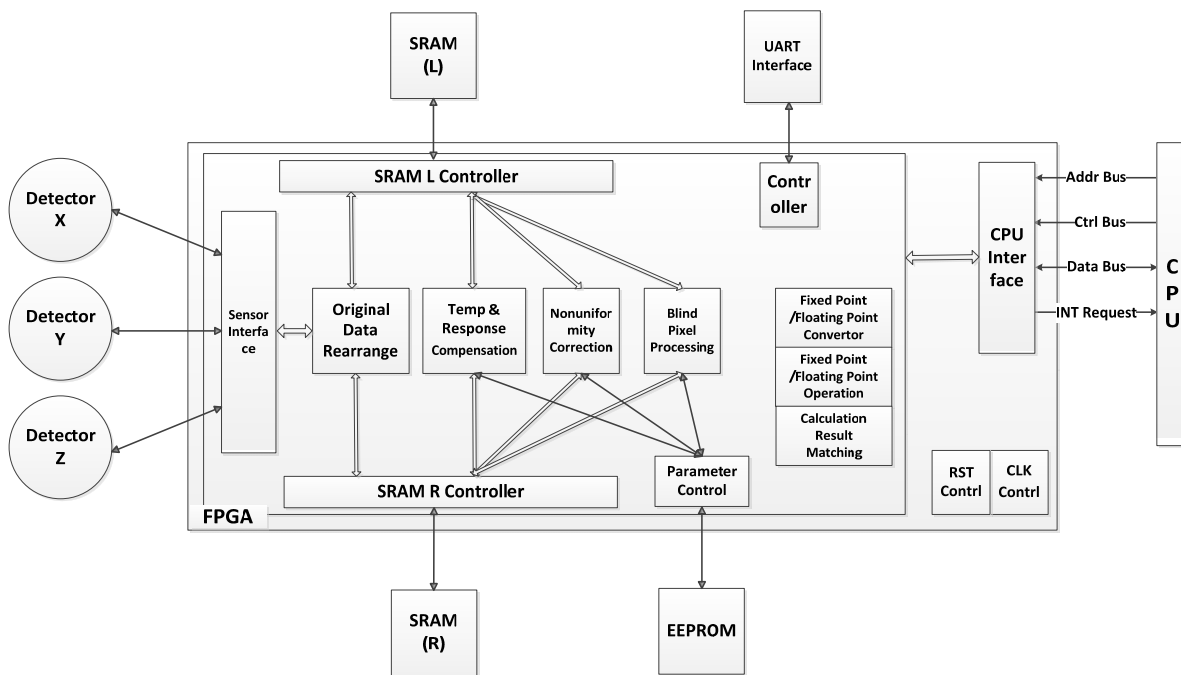 SRAM
(L)
UART
Interface
SRAM L Controller
Contr
oller
Detector
X
Detector
Y
Detector
Z
Sensor
Interfa
ce
Original
Data
Rearrange
Temp &
Response
Compensation
Nonunifor
mity
Correction
Blind
Pixel
Processing
Fixed Point
/Floating Point
Convertor
Fixed Point
/Floating Point
Operation
Calculation
Result
Matching
CPU
Inter
face
Addr Bus
Ctrl Bus
Data Bus
INT Request
C
P
U
SRAM R Controller
Parameter
Control
RST
Contrl
CLK
Contrl
FPGA
SRAM
(R)
EEPROM